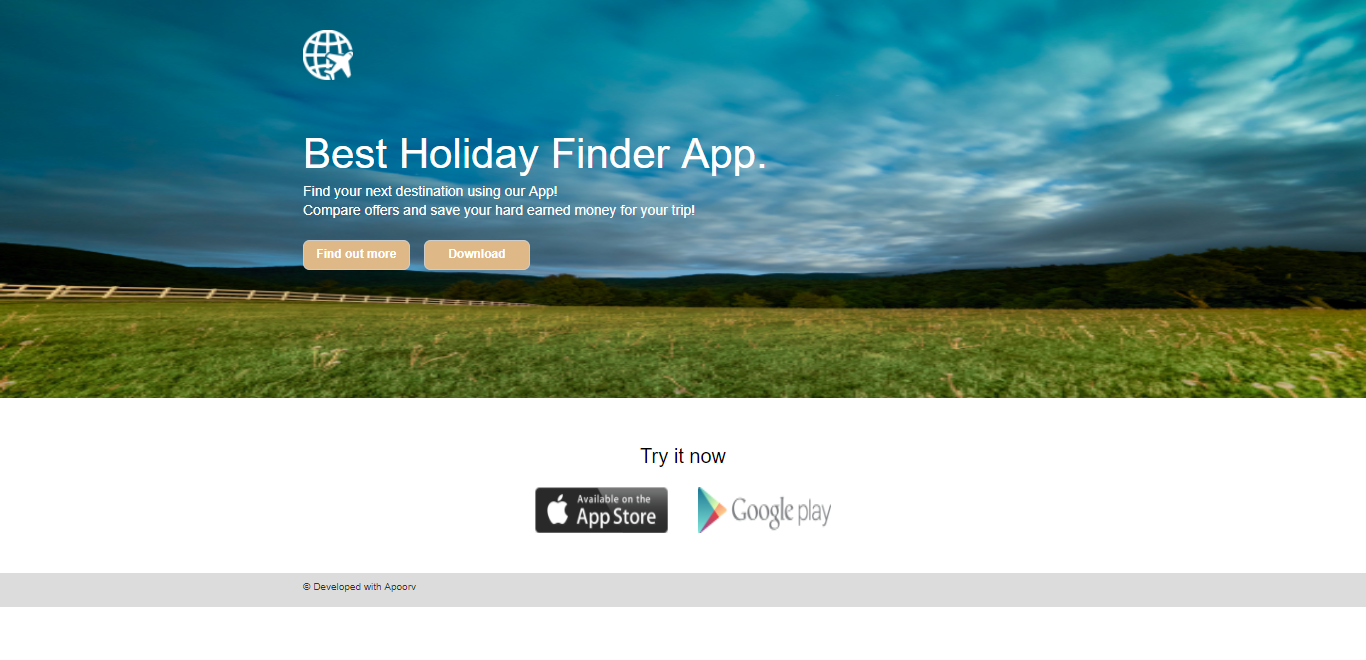 Best Holiday Finder App.
Find your next destination using our App!
Compare offers and save your hard earned money for your trip!
Find out more
Download
Try it now
Available on the
App Store
Google play
© Developed with Apoorv